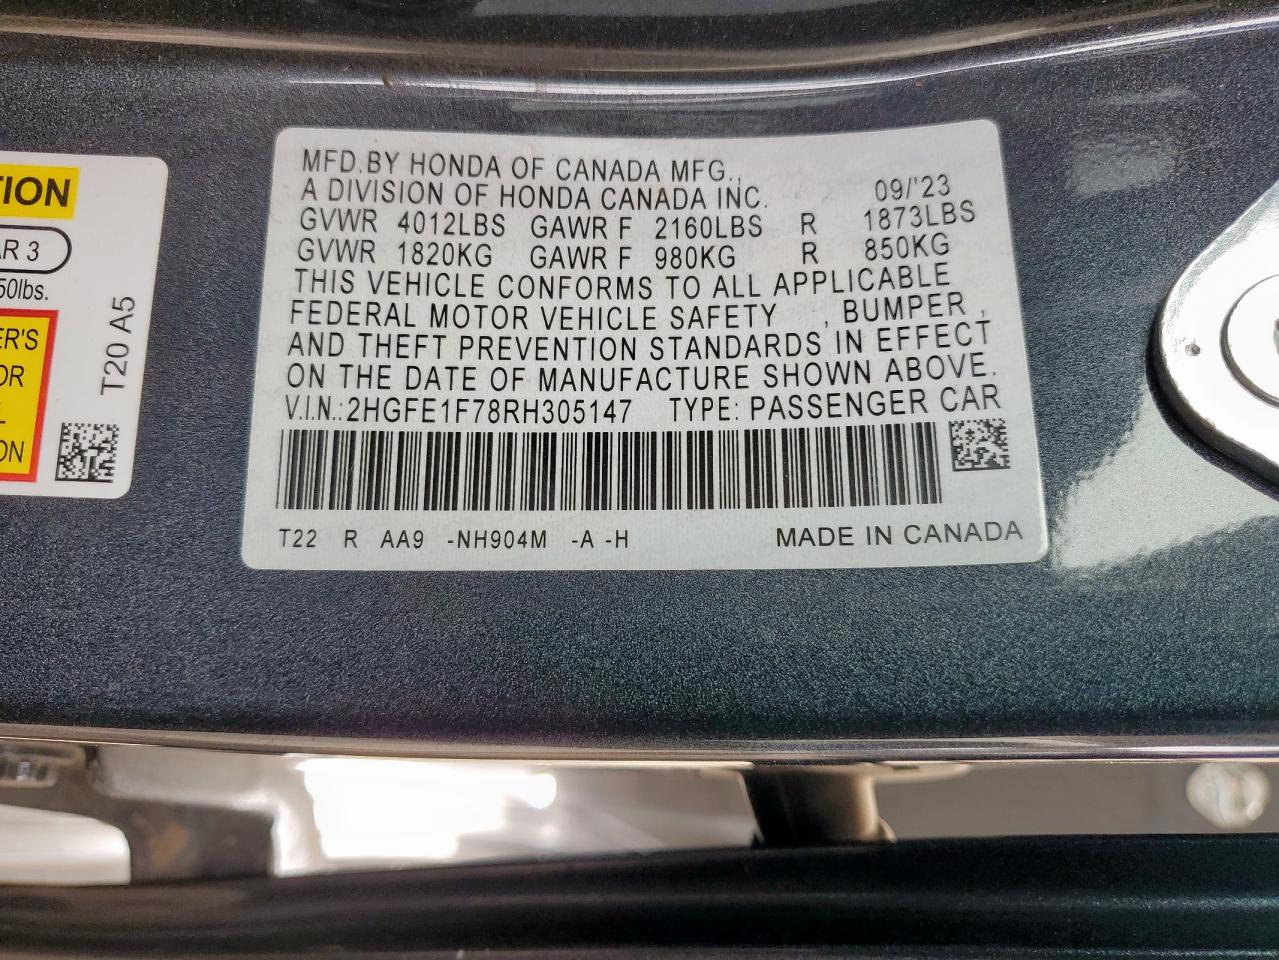 TION
AR 3
50lbs.
ER'S
OR
L
ON
T20 A5
MFD.BY HONDA OF CANADA MFG.,
A DIVISION OF HONDA CANADA INC. 09/'23
GVWR 4012LBS GAWR F 2160LBS R 1873LBS
GVWR 1820KG GAWR F 980KG R 850KG
THIS VEHICLE CONFORMS TO ALL APPLICABLE
FEDERAL MOTOR VEHICLE SAFETY , BUMPER ,
AND THEFT PREVENTION STANDARDS IN EFFECT
ON THE DATE OF MANUFACTURE SHOWN ABOVE.
V.I.N.:2HGFE1F78RH305147 TYPE: PASSENGER CAR
T22 R AA9 -NH904M -A -H MADE IN CANADA